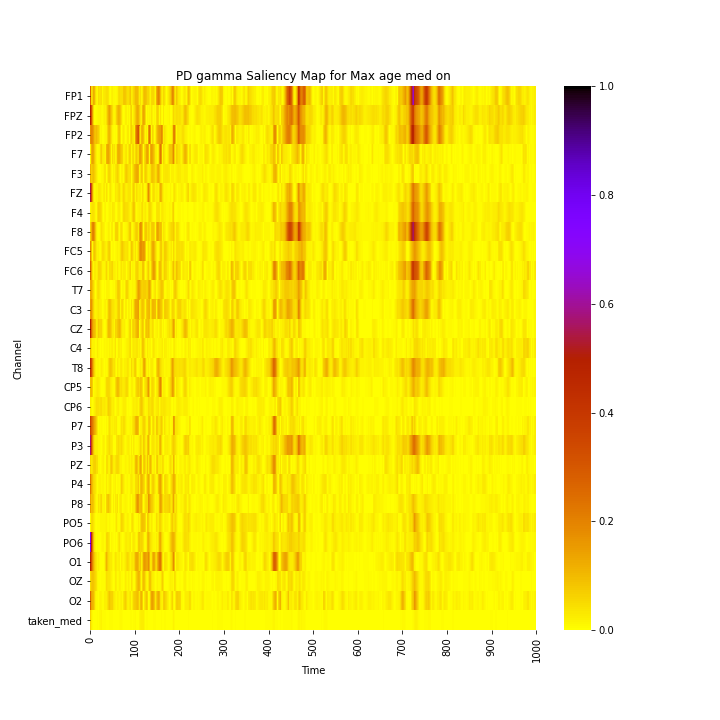 PD gamma Saliency Map for Max age med on
Channel
FP1
FPZ
FP2
F7
F3
FZ
F4
F8
FC5
FC6
T7
C3
CZ
C4
T8
CP5
CP6
P7
P3
PZ
P4
P8
PO5
PO6
O1
OZ
O2
taken_med
0 100 200 300 400 500 600 700 800 900 1000
Time
1.0
0.8
0.6
0.4
0.2
0.0